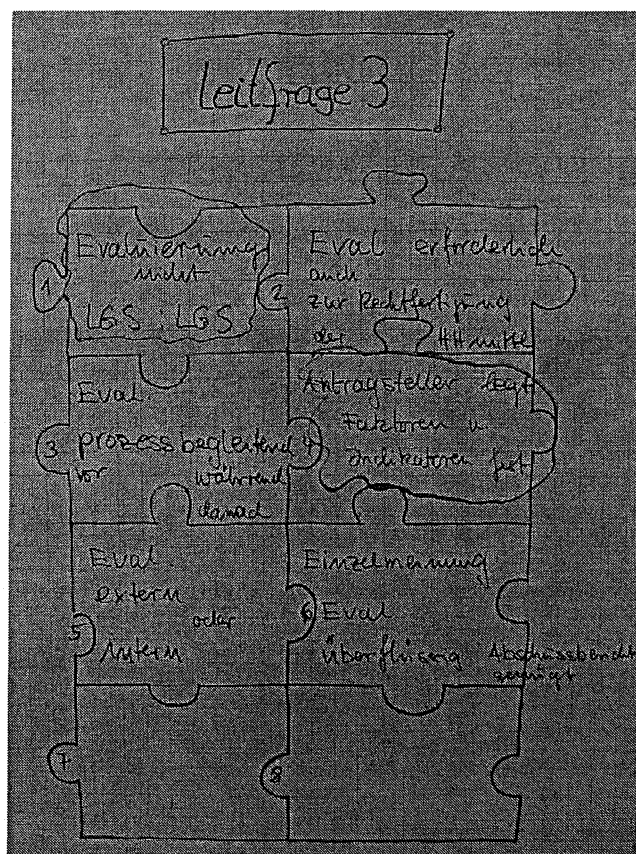 Leitfrage 3
1
Evaluierung
nicht
LGS : LGS
2
Eval erforderlich
auch
zur Rechtfertigung
der HHmittel
3
Eval.
prozessbegleitend
vor während
danach
4
Antragsteller legt
Faktoren u
Indikatoren fest
5
Eval.
extern
oder
intern
6
Einzelmeinung
Eval
überflüssig Abschlussbericht
genügt
7
8